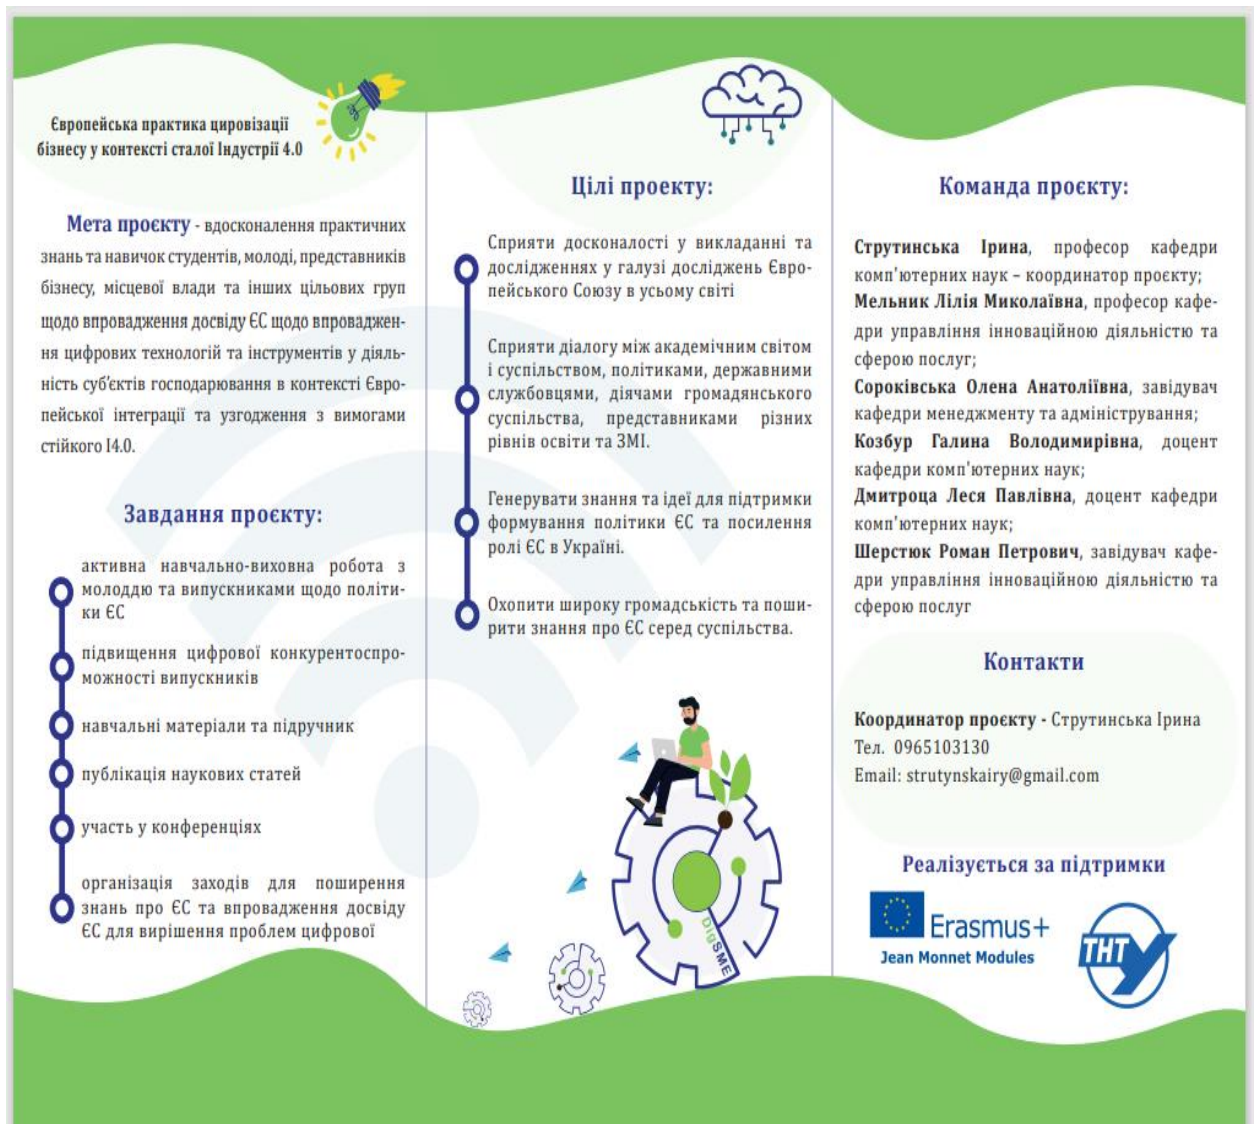 Європейська практика цировізації
бізнесу у контексті сталої Індустрії 4.0
Мета проєкту - вдосконалення практичних
знань та навичок студентів, молоді, представників
бізнесу, місцевої влади та інших цільових груп
щодо впровадження досвіду ЄС щодо впроваджен-
ня цифрових технологій та інструментів у діяль-
ність суб'єктів господарювання в контексті Євро-
пейської інтеграції та узгодження з вимогами
стійкого І4.0.
Завдання проєкту:
активна навчально-виховна робота з
молоддю та випускниками щодо політи-
ки ЄС
підвищення цифрової конкурентоспро-
можності випускників
навчальні матеріали та підручник
публікація наукових статей
участь у конференціях
організація заходів для поширення
знань про ЄС та впровадження досвіду
ЄС для вирішення проблем цифрової
Цілі проекту:
Сприяти досконалості у викладанні та
дослідженнях у галузі досліджень Євро-
пейського Союзу в усьому світі
Сприяти діалогу між академічним світом
і суспільством, політиками, державними
службовцями, діячами громадянського
суспільства, представниками різних
рівнів освіти та ЗМІ.
Генерувати знання та ідеї для підтримки
формування політики ЄС та посилення
ролі ЄС в Україні.
Охопити широку громадськість та поши-
рити знання про ЄС серед суспільства.
DigSME
Команда проєкту:
Струтинська Ірина, професор кафедри
комп'ютерних наук – координатор проєкту;
Мельник Лілія Миколаївна, професор кафе-
дри управління інноваційною діяльністю та
сферою послуг;
Сороківська Олена Анатоліївна, завідувач
кафедри менеджменту та адміністрування;
Козбур Галина Володимирівна, доцент
кафедри комп'ютерних наук;
Дмитроца Леся Павлівна, доцент кафедри
комп'ютерних наук;
Шерстюк Роман Петрович, завідувач кафе-
дри управління інноваційною діяльністю та
сферою послуг
Контакти
Координатор проєкту - Струтинська Ірина
Тел. 0965103130
Email: strutynskairy@gmail.com
Реалізується за підтримки
Erasmus+
Jean Monnet Modules
ТНТУ